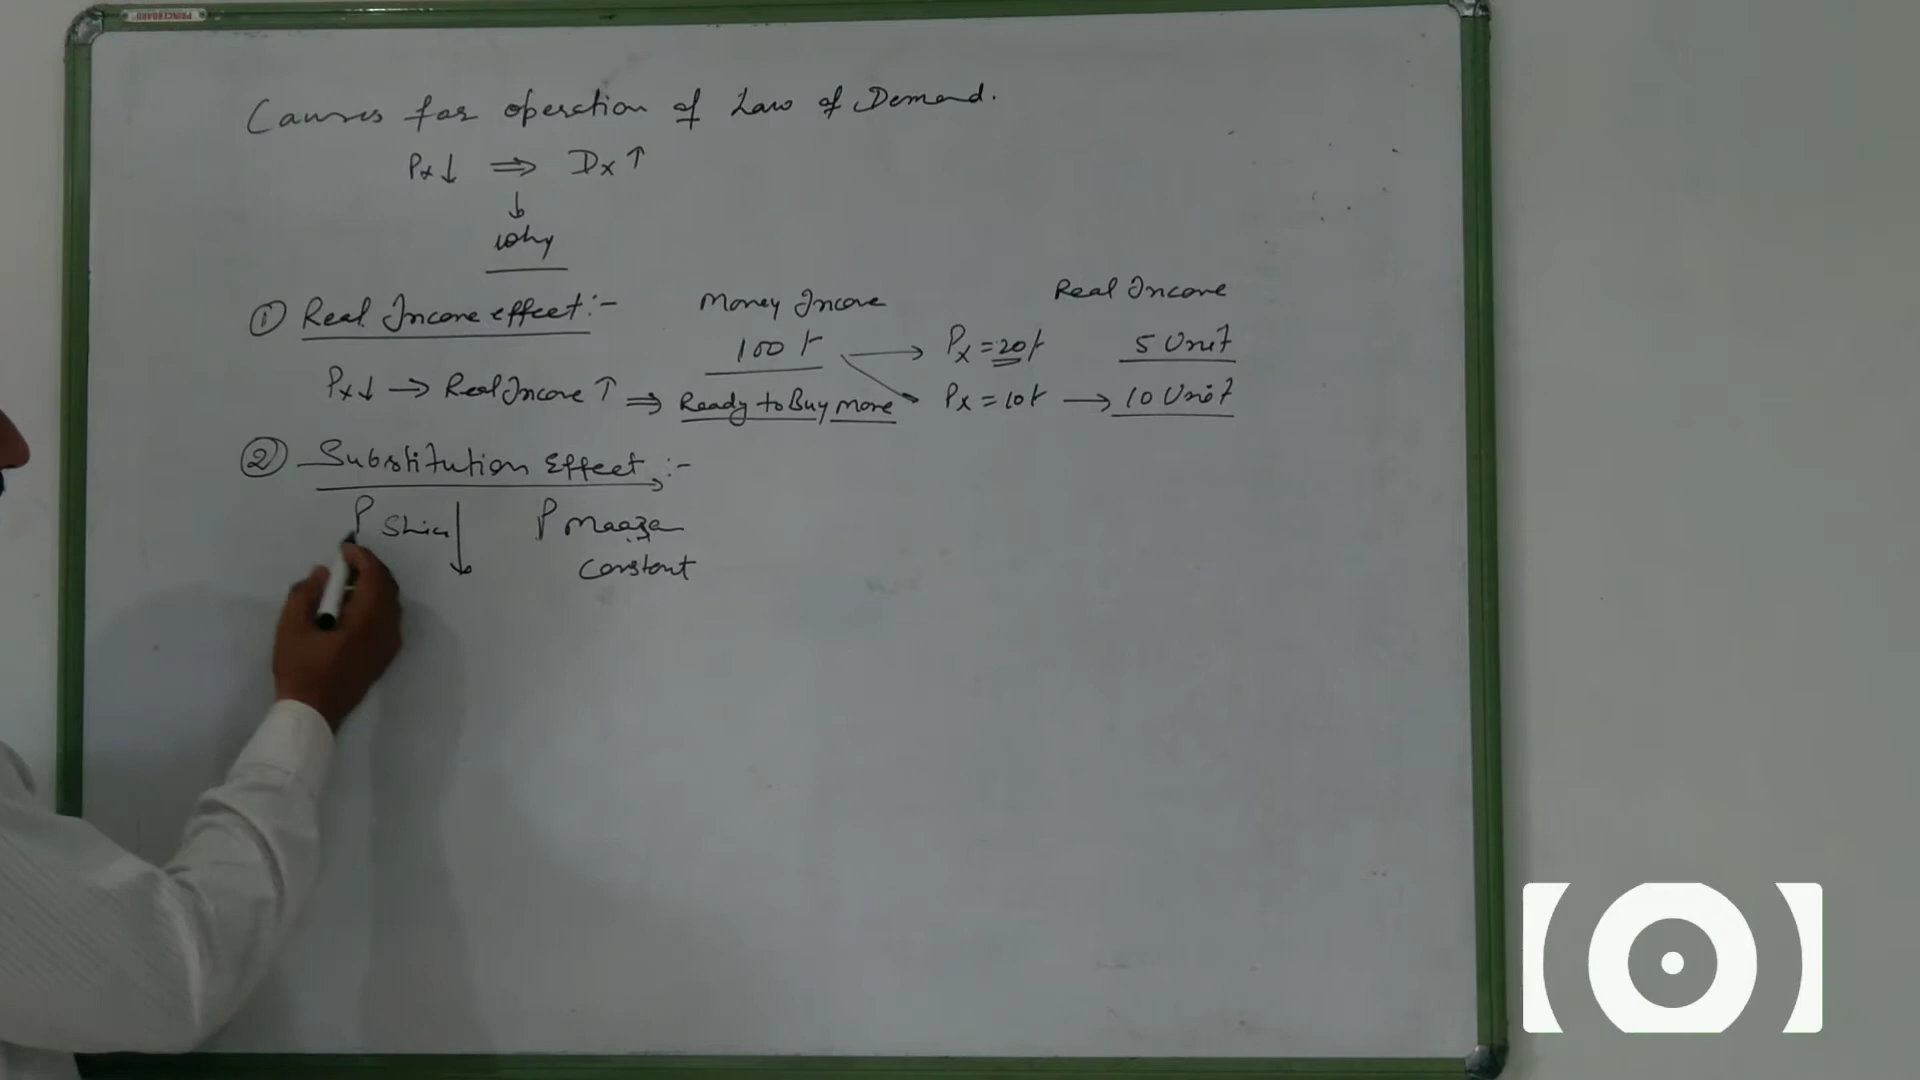 Causes for operation of Law of Demand.
Px↓ ⇒ Dx↑
↓
Why
① Real Income effect :-
Money Income
Real Income
100 → Px = 20 5 Unit
Px↓ → Real Income ↑ ⇒ Ready to Buy more
Px = 10 → 10 Unit
② Substitution Effect :-
P ↓ P Maaza
Constant